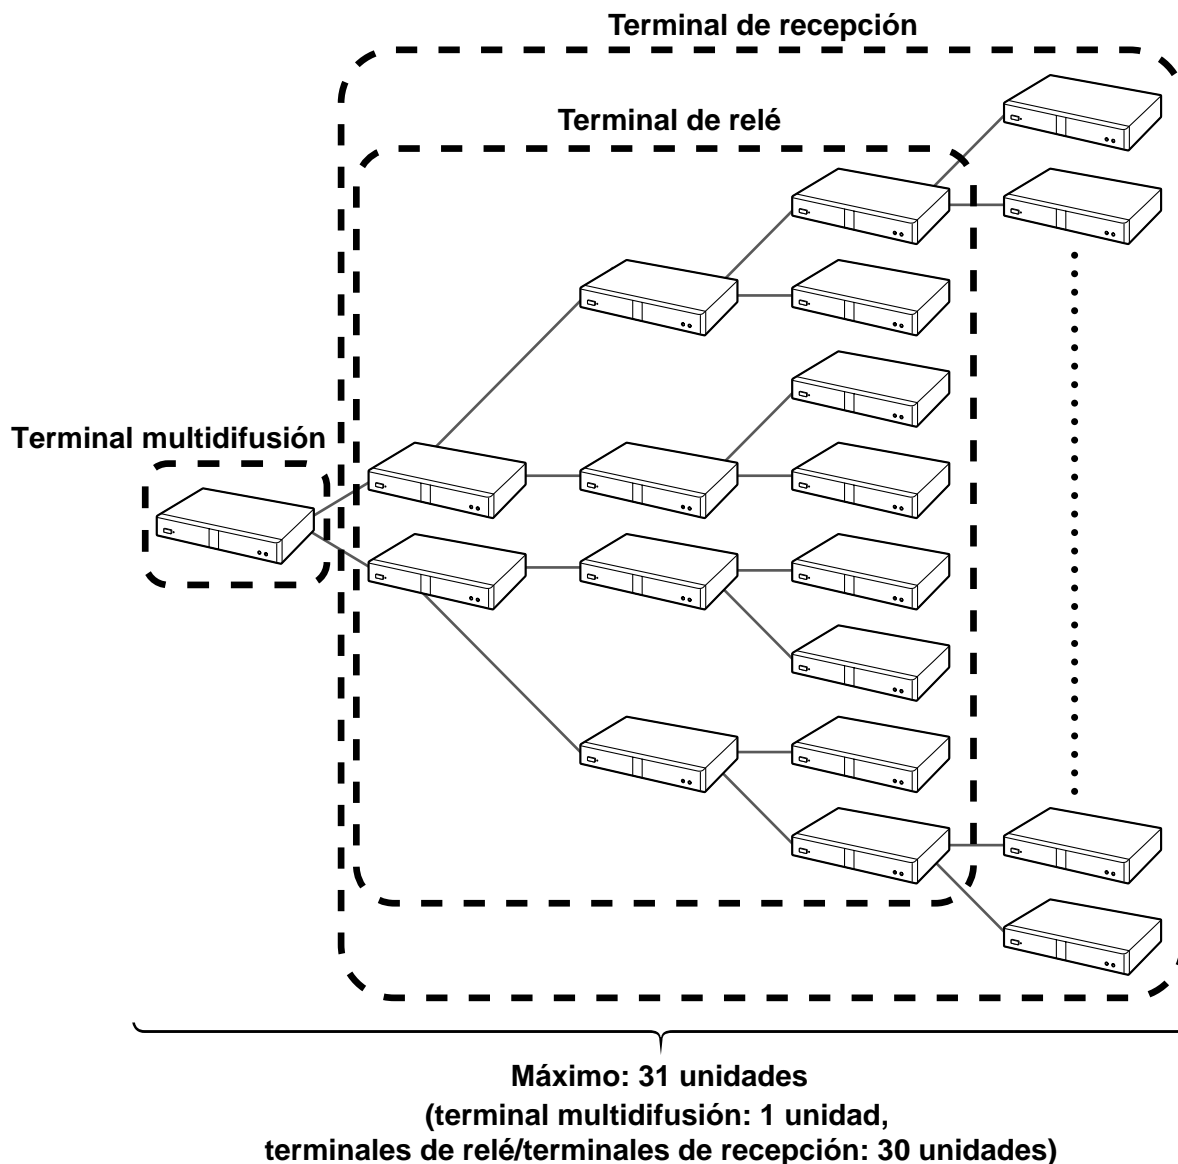 Terminal de recepción
Terminal de relé
Terminal multidifusión
Máximo: 31 unidades
(terminal multidifusión: 1 unidad,
terminales de relé/terminales de recepción: 30 unidades)